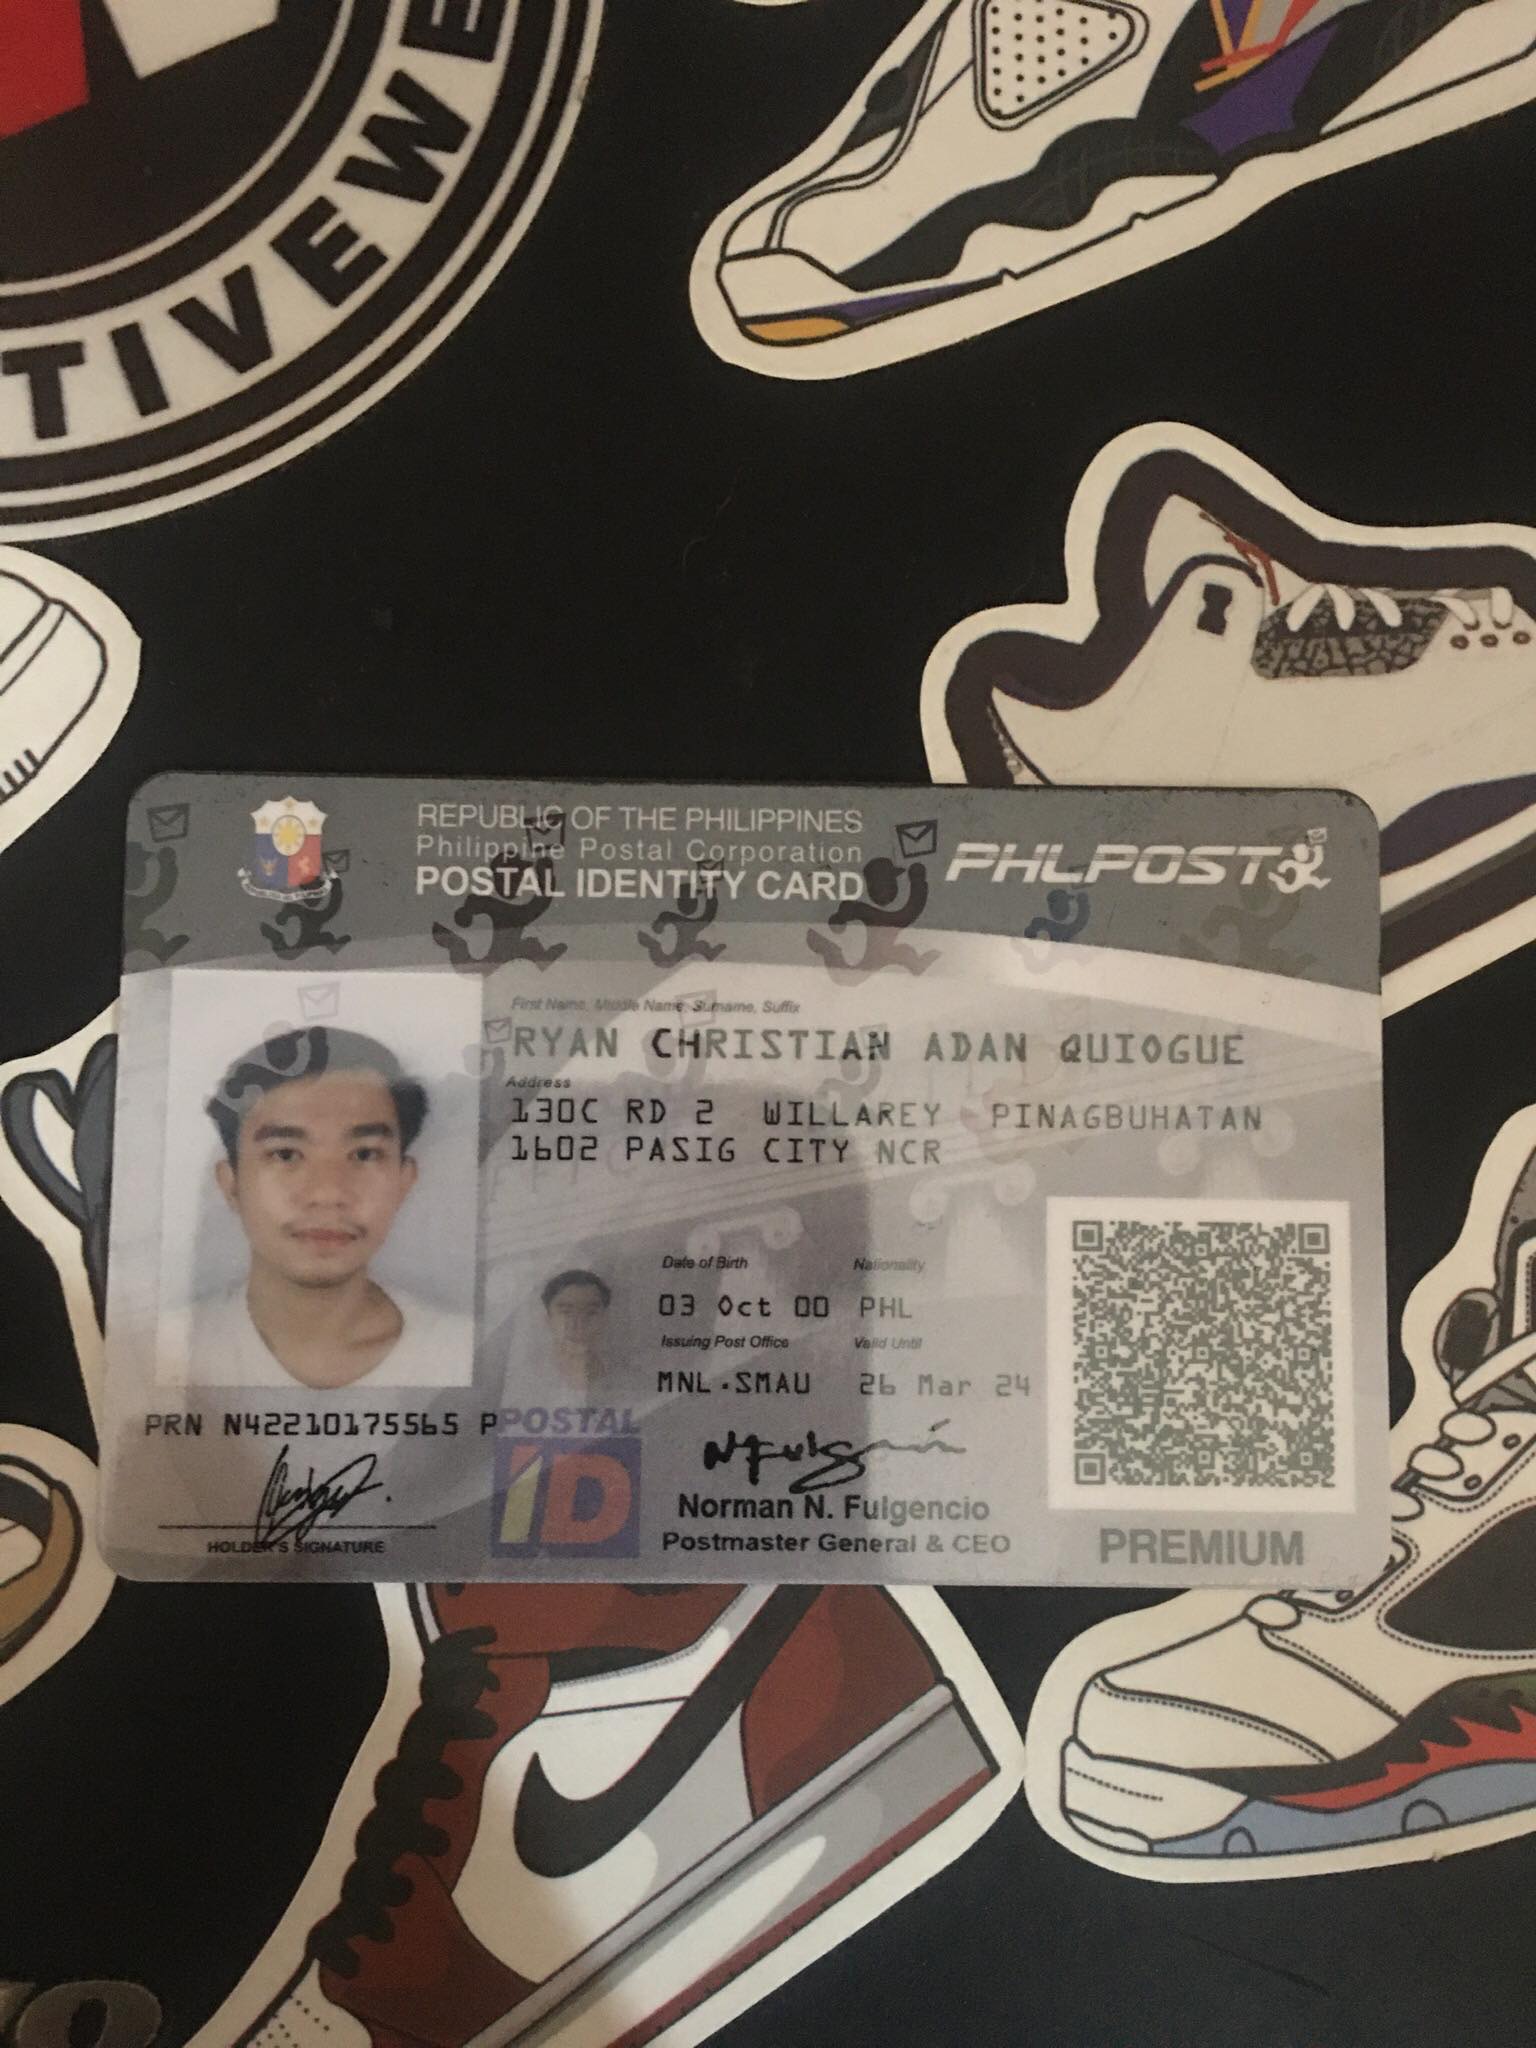 TIVEWE
REPUBLIC OF THE PHILIPPINES
Philippine Postal Corporation
POSTAL IDENTITY CARD
PHLPOST
First Name, Middle Name, Surname, Suffix
RYAN CHRISTIAN ADAN QUIOGUE
Address
130C RD 2 WILLAREY PINAGBUHATAN
1602 PASIG CITY NCR
Date of Birth Nationality
03 Oct 00 PHL
Issuing Post Office Valid Until
MNL.SMAU 26 Mar 24
PRN N42210175565 P
POSTAL
iD
HOLDER'S SIGNATURE
Norman N. Fulgencio
Postmaster General & CEO
PREMIUM